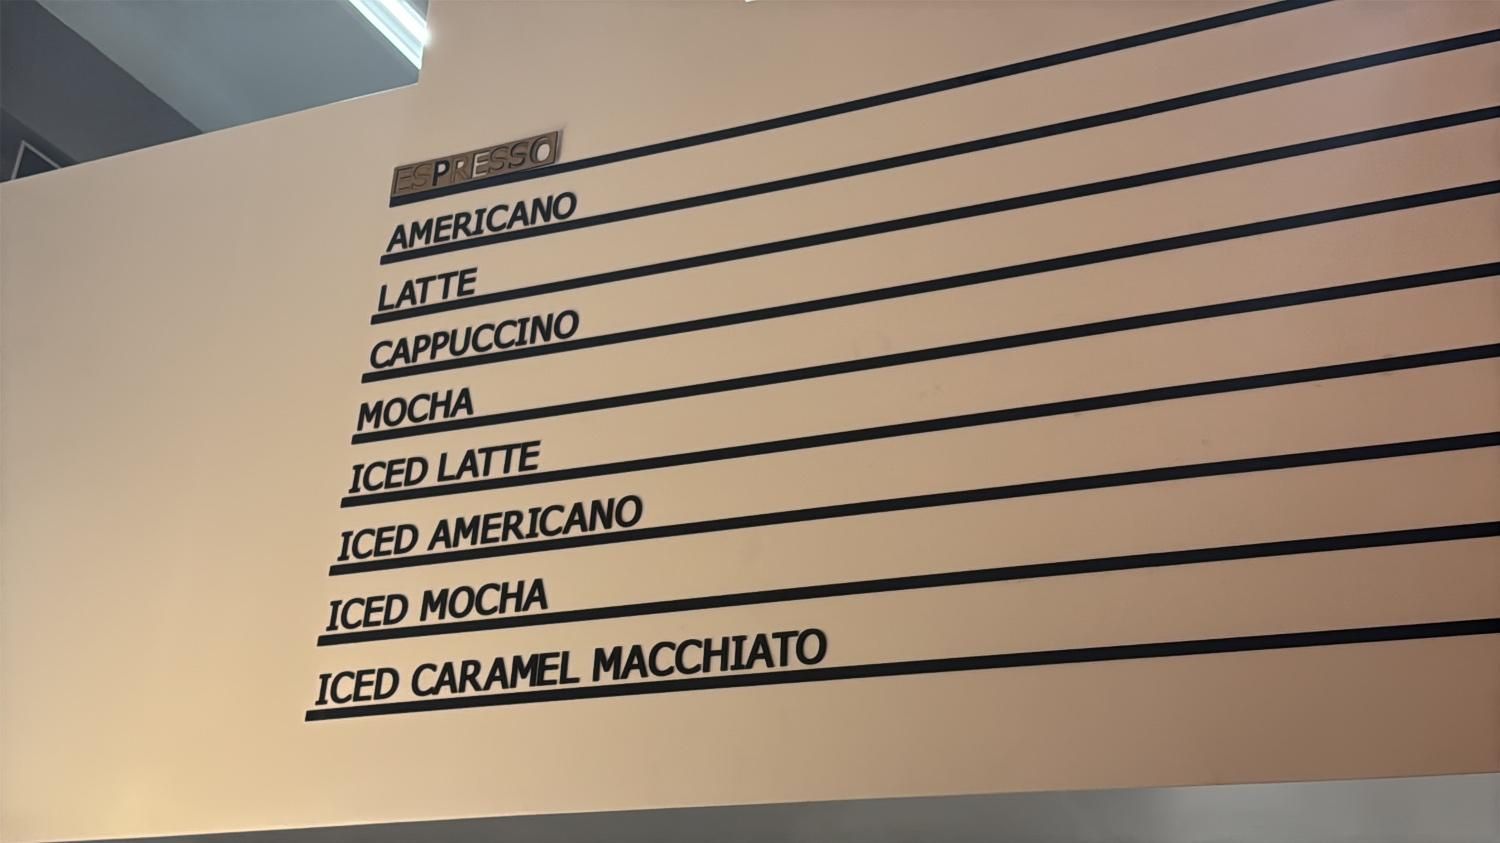 ESPRESSO
AMERICANO
LATTE
CAPPUCCINO
MOCHA
ICED LATTE
ICED AMERICANO
ICED MOCHA
ICED CARAMEL MACCHIATO